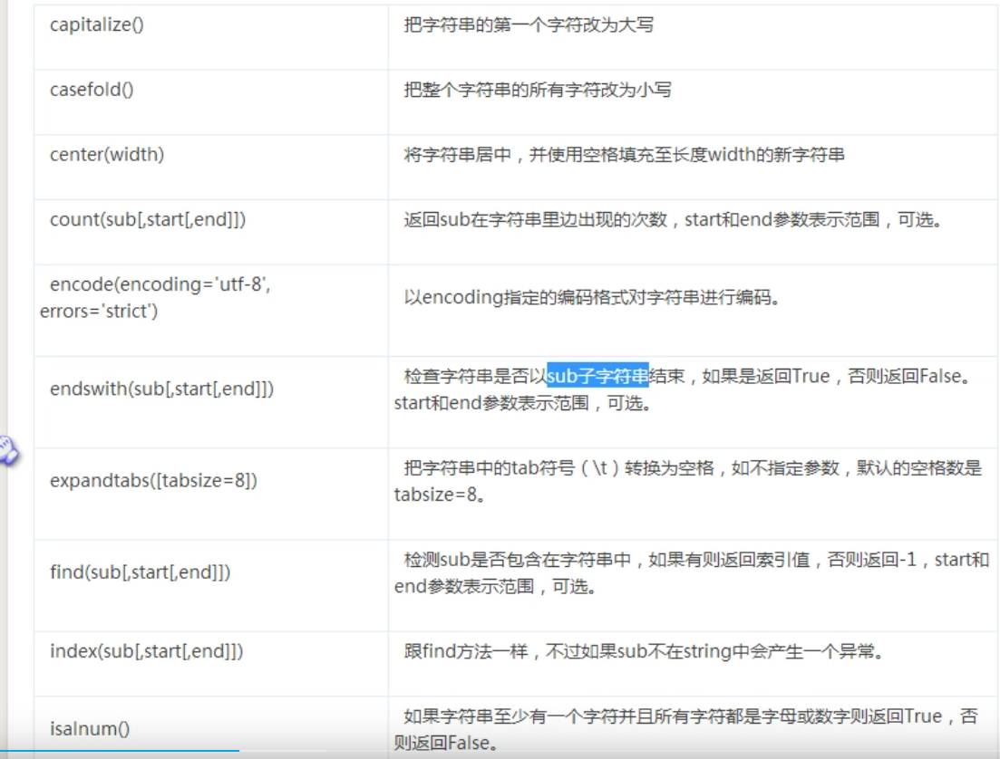 capitalize()
把字符串的第一个字符改为大写
casefold()
把整个字符串的所有字符改为小写
center(width)
将字符串居中，并使用空格填充至长度width的新字符串
count(sub[,start[,end]])
返回sub在字符串里边出现的次数，start和end参数表示范围，可选。
encode(encoding='utf-8',
errors='strict')
以encoding指定的编码格式对字符串进行编码。
endswith(sub[,start[,end]])
检查字符串是否以sub子字符串结束，如果是返回True，否则返回False。
start和end参数表示范围，可选。
expandtabs([tabsize=8])
把字符串中的tab符号（\t）转换为空格，如不指定参数，默认的空格数是
tabsize=8。
find(sub[,start[,end]])
检测sub是否包含在字符串中，如果有则返回索引值，否则返回-1，start和
end参数表示范围，可选。
index(sub[,start[,end]])
跟find方法一样，不过如果sub不在string中会产生一个异常。
isalnum()
如果字符串至少有一个字符并且所有字符都是字母或数字则返回True，否
则返回False。